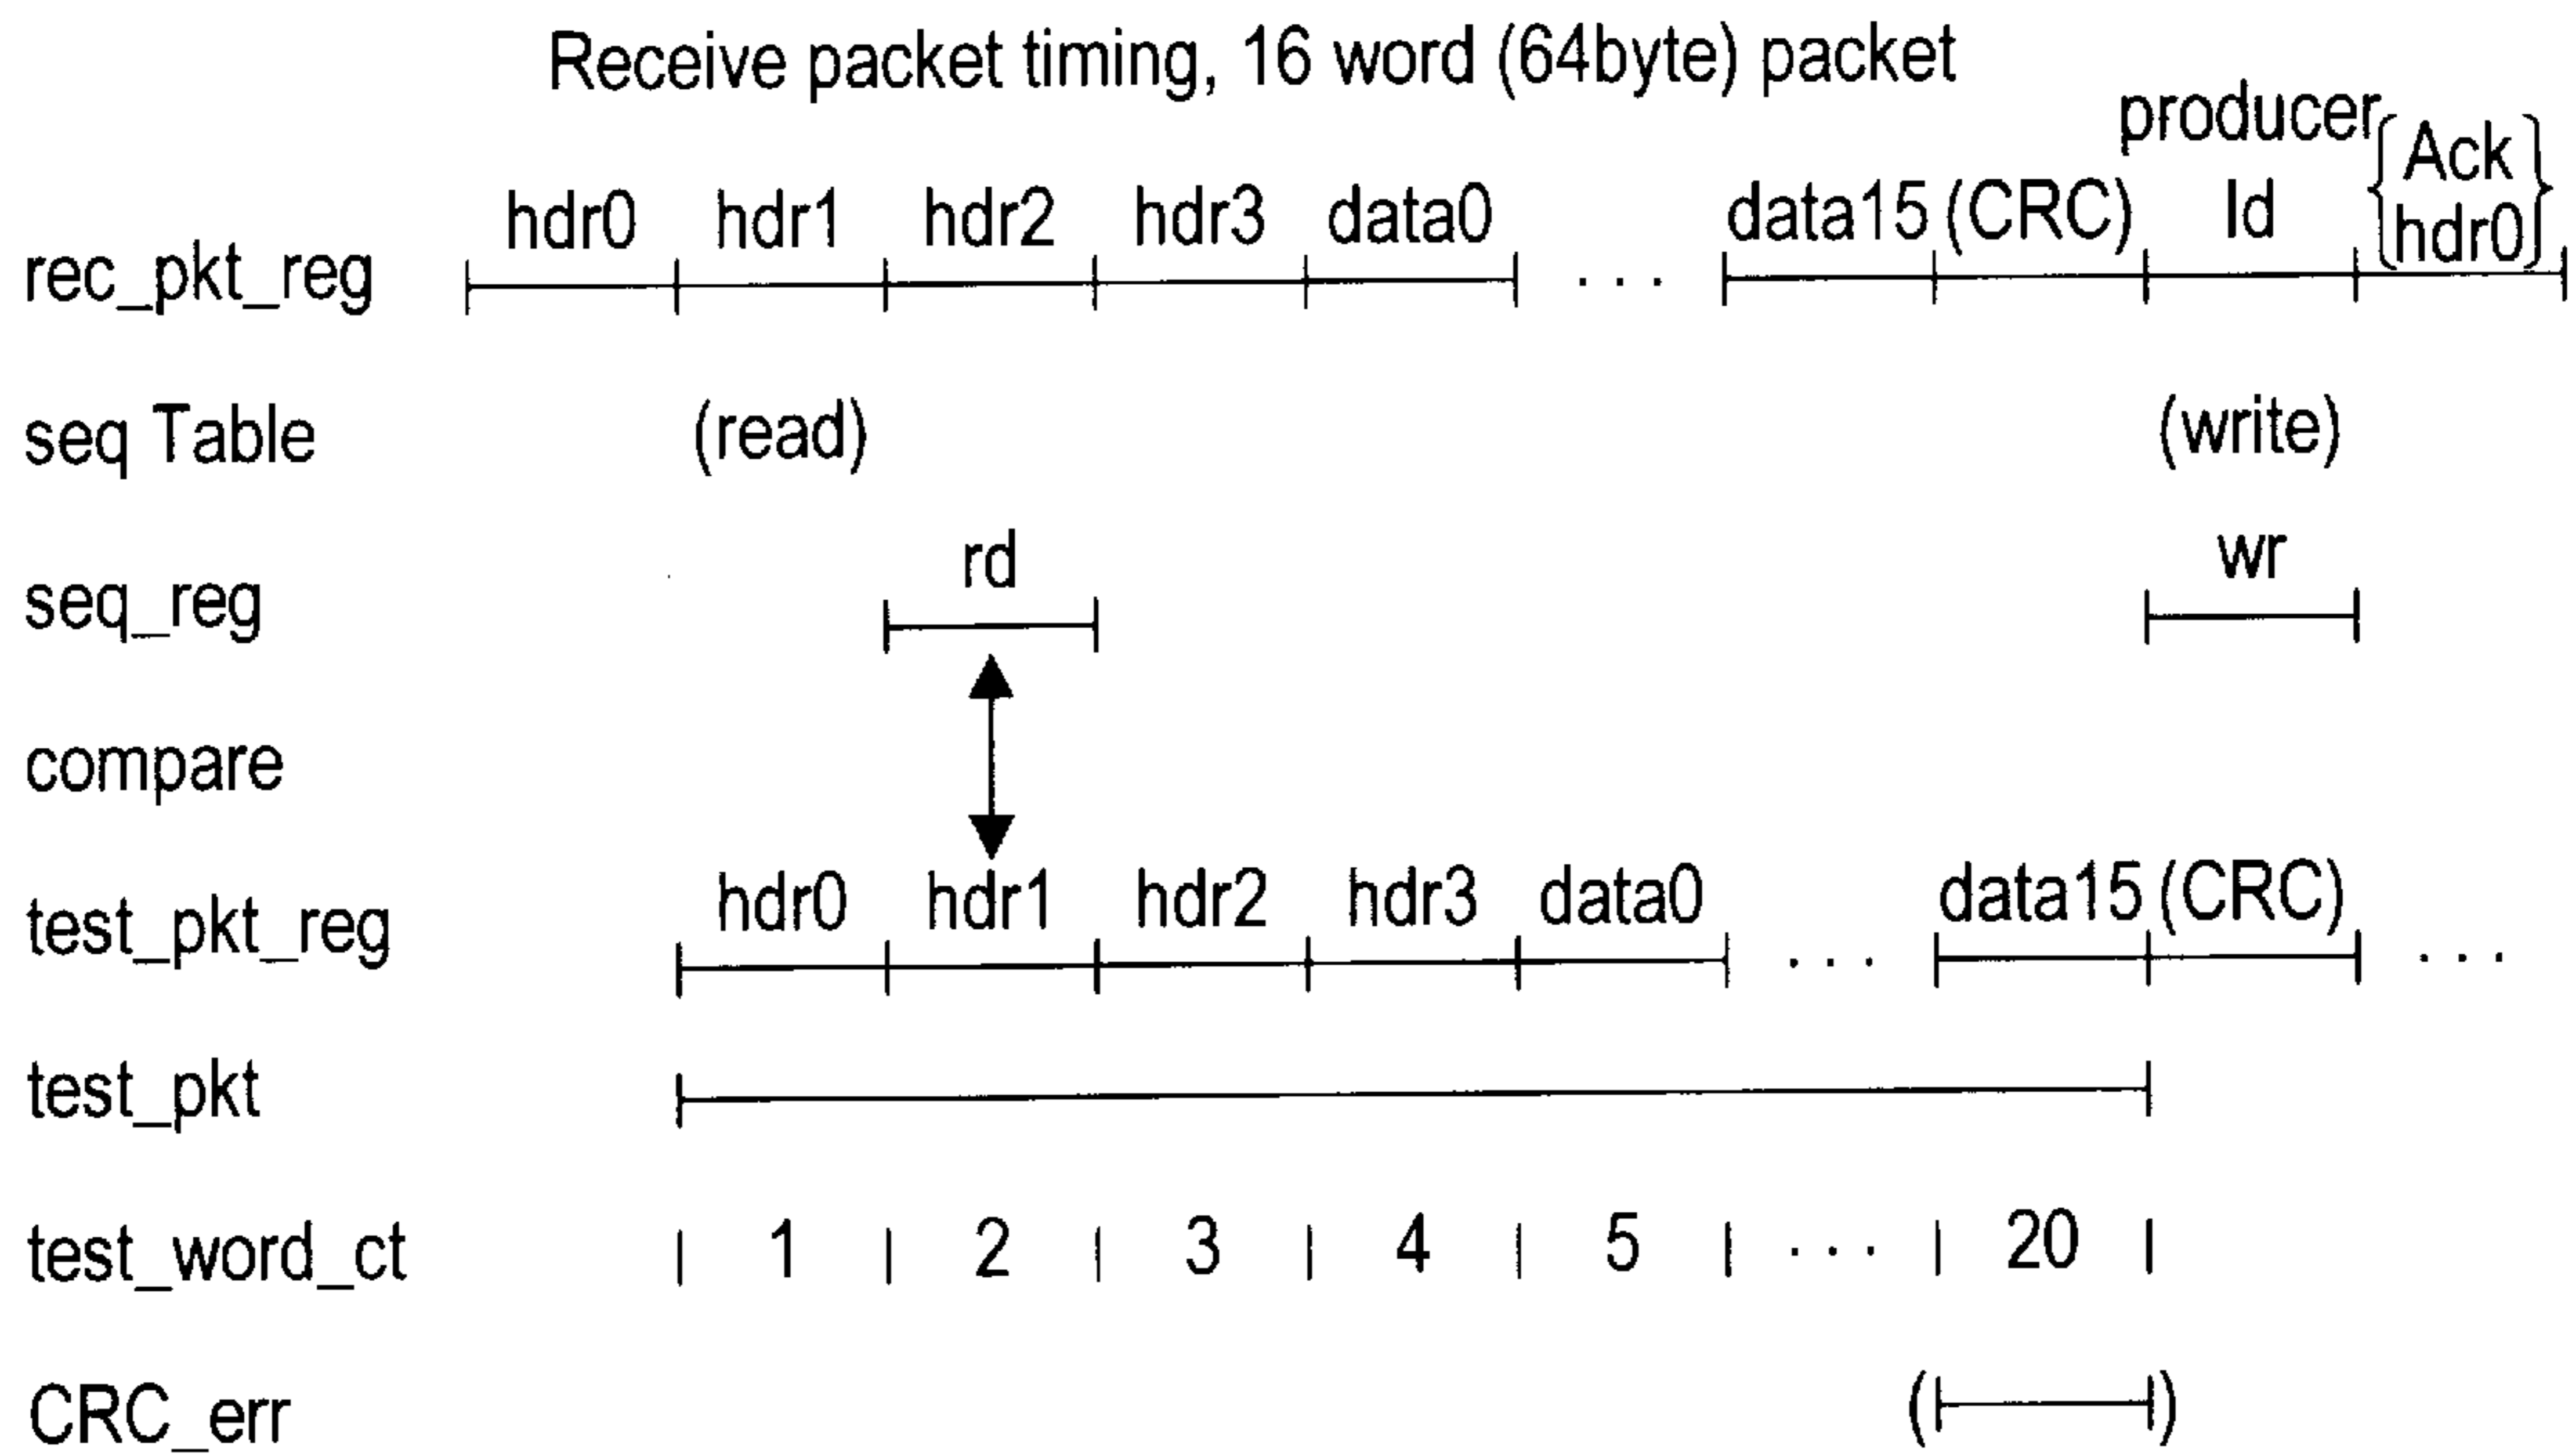 Receive packet timing, 16 word (64byte) packet
producer
rec_pkt_reg hdr0 hdr1 hdr2 hdr3 data0 ... data15 (CRC) Id {Ack hdr0}
seq Table (read) (write)
seq_reg rd wr
compare
test_pkt_reg hdr0 hdr1 hdr2 hdr3 data0 ... data15 (CRC) ...
test_pkt
test_word_ct | 1 | 2 | 3 | 4 | 5 | ... | 20 |
CRC_err ( )